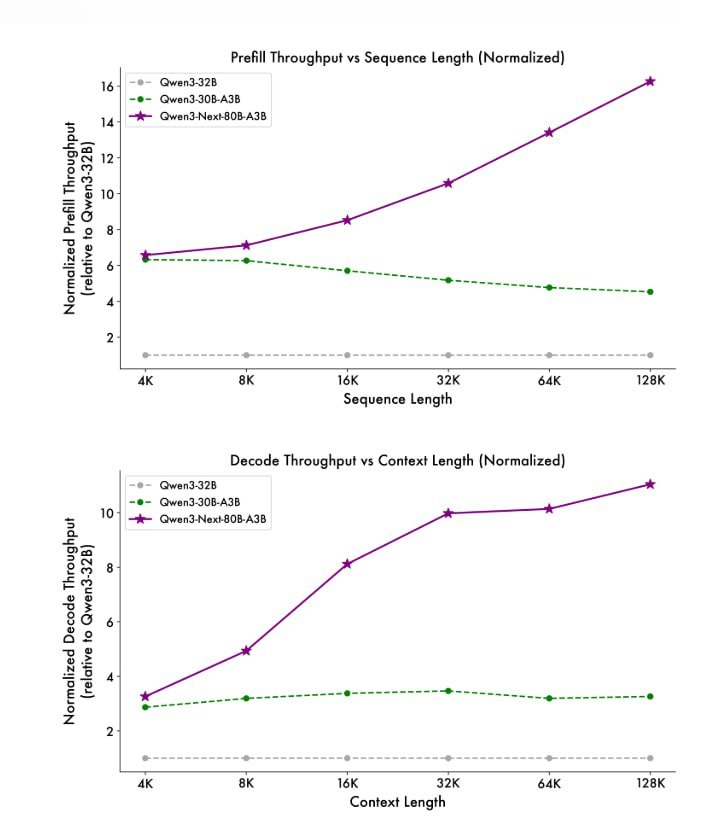 Prefill Throughput vs Sequence Length (Normalized)
Qwen3-32B
Qwen3-30B-A3B
Qwen3-Next-80B-A3B
Normalized Prefill Throughput
(relative to Qwen3-32B)
16
14
12
10
8
6
4
2
4K 8K 16K 32K 64K 128K
Sequence Length
Decode Throughput vs Context Length (Normalized)
Qwen3-32B
Qwen3-30B-A3B
Qwen3-Next-80B-A3B
Normalized Decode Throughput
(relative to Qwen3-32B)
10
8
6
4
2
4K 8K 16K 32K 64K 128K
Context Length